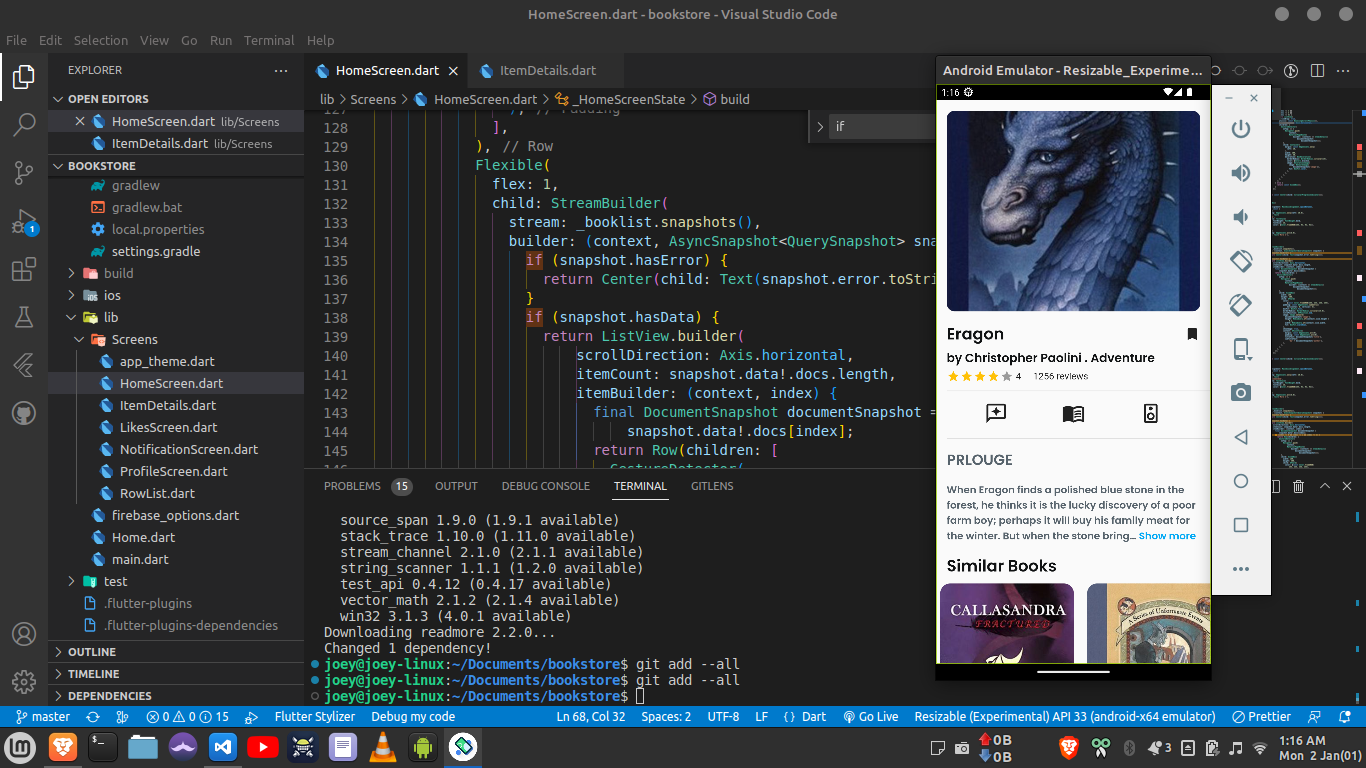 HomeScreen.dart - bookstore - Visual Studio Code
File Edit Selection View Go Run Terminal Help
EXPLORER
OPEN EDITORS
HomeScreen.dart lib/Screens
ItemDetails.dart lib/Screens
BOOKSTORE
gradlew
gradlew.bat
local.properties
settings.gradle
build
ios
lib
Screens
app_theme.dart
HomeScreen.dart
ItemDetails.dart
LikesScreen.dart
NotificationScreen.dart
ProfileScreen.dart
RowList.dart
firebase_options.dart
Home.dart
main.dart
test
.flutter-plugins
.flutter-plugins-dependencies
OUTLINE
TIMELINE
DEPENDENCIES
1
HomeScreen.dart
ItemDetails.dart
lib > Screens > HomeScreen.dart > _HomeScreenState > build
if
127 ), // Padding
128 ],
129 ), // Row
130 Flexible(
131 flex: 1,
132 child: StreamBuilder(
133 stream: _booklist.snapshots(),
134 builder: (context, AsyncSnapshot<QuerySnapshot> sna
135 if (snapshot.hasError) {
136 return Center(child: Text(snapshot.error.toStri
137 }
138 if (snapshot.hasData) {
139 return ListView.builder(
140 scrollDirection: Axis.horizontal,
141 itemCount: snapshot.data!.docs.length,
142 itemBuilder: (context, index) {
143 final DocumentSnapshot documentSnapshot =
144 snapshot.data!.docs[index];
145 return Row(children: [
146 GestureDetector(
PROBLEMS 15 OUTPUT DEBUG CONSOLE TERMINAL GITLENS
source_span 1.9.0 (1.9.1 available)
stack_trace 1.10.0 (1.11.0 available)
stream_channel 2.1.0 (2.1.1 available)
string_scanner 1.1.1 (1.2.0 available)
test_api 0.4.12 (0.4.17 available)
vector_math 2.1.2 (2.1.4 available)
win32 3.1.3 (4.0.1 available)
Downloading readmore 2.2.0...
Changed 1 dependency!
joey@joey-linux:~/Documents/bookstore$ git add --all
joey@joey-linux:~/Documents/bookstore$ git add --all
joey@joey-linux:~/Documents/bookstore$
Android Emulator - Resizable_Experime...
1:16
Eragon
by Christopher Paolini . Adventure
4 1256 reviews
PRLOUGE
When Eragon finds a polished blue stone in the
forest, he thinks it is the lucky discovery of a poor
farm boy; perhaps it will buy his family meat for
the winter. But when the stone bring... Show more
Similar Books
CALLASANDRA
FRACTURED
A Series of Unfortunate Events
master 0 0 15 Flutter Stylizer Debug my code Ln 68, Col 32 Spaces: 2 UTF-8 LF {} Dart Go Live Resizable (Experimental) API 33 (android-x64 emulator) Prettier
0B
0B
3
1:16 AM
Mon 2 Jan(01)